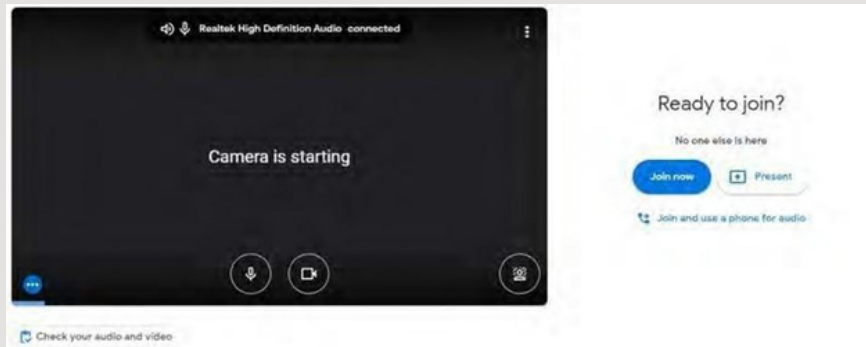 Realtek High Definition Audio connected
Camera is starting
Check your audio and video
Ready to join?
No one else is here
Join now
Present
Join and use a phone for audio